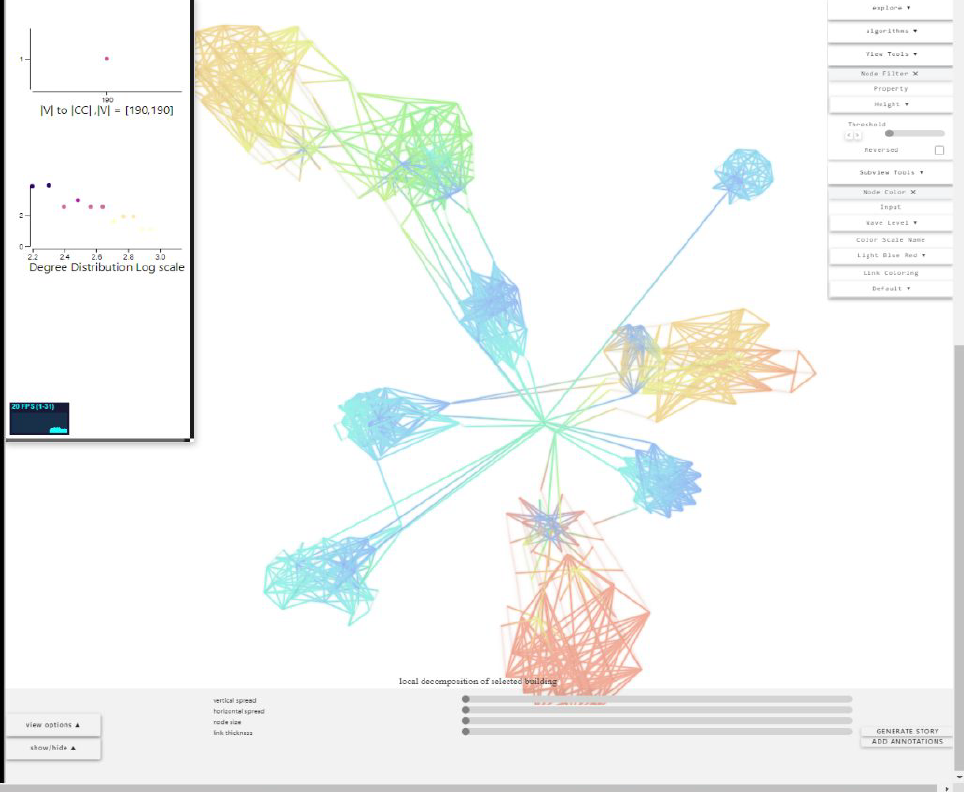 1
190
|V| to |CC| ,|V| = [190,190]
2
0
2.2 2.4 2.6 2.8 3.0
Degree Distribution Log scale
20 FPS (1-31)
explore ▾
algorithms ▾
View Tools ▾
Node Filter ✕
Property
Height ▾
Threshold
< >
Reversed
Subview Tools ▾
Node Color ✕
Input
Wave Level ▾
Color Scale Name
Light Blue Red ▾
Link Coloring
Default ▾
local decomposition of selected building
vertical spread
horizontal spread
node size
link thickness
view options ▲
show/hide ▲
GENERATE STORY
ADD ANNOTATIONS